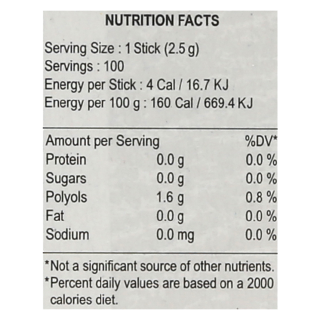 NUTRITION FACTS
Serving Size : 1 Stick (2.5 g)
Servings : 100
Energy per Stick : 4 Cal / 16.7 KJ
Energy per 100 g : 160 Cal / 669.4 KJ
Amount per Serving %DV*
Protein 0.0 g 0.0 %
Sugars 0.0 g 0.0 %
Polyols 1.6 g 0.8 %
Fat 0.0 g 0.0 %
Sodium 0.0 mg 0.0 %
*Not a significant source of other nutrients.
*Percent daily values are based on a 2000
calories diet.